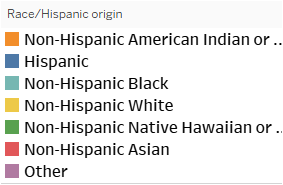 Race/Hispanic origin
Non-Hispanic American Indian or ..
Hispanic
Non-Hispanic Black
Non-Hispanic White
Non-Hispanic Native Hawaiian or ..
Non-Hispanic Asian
Other